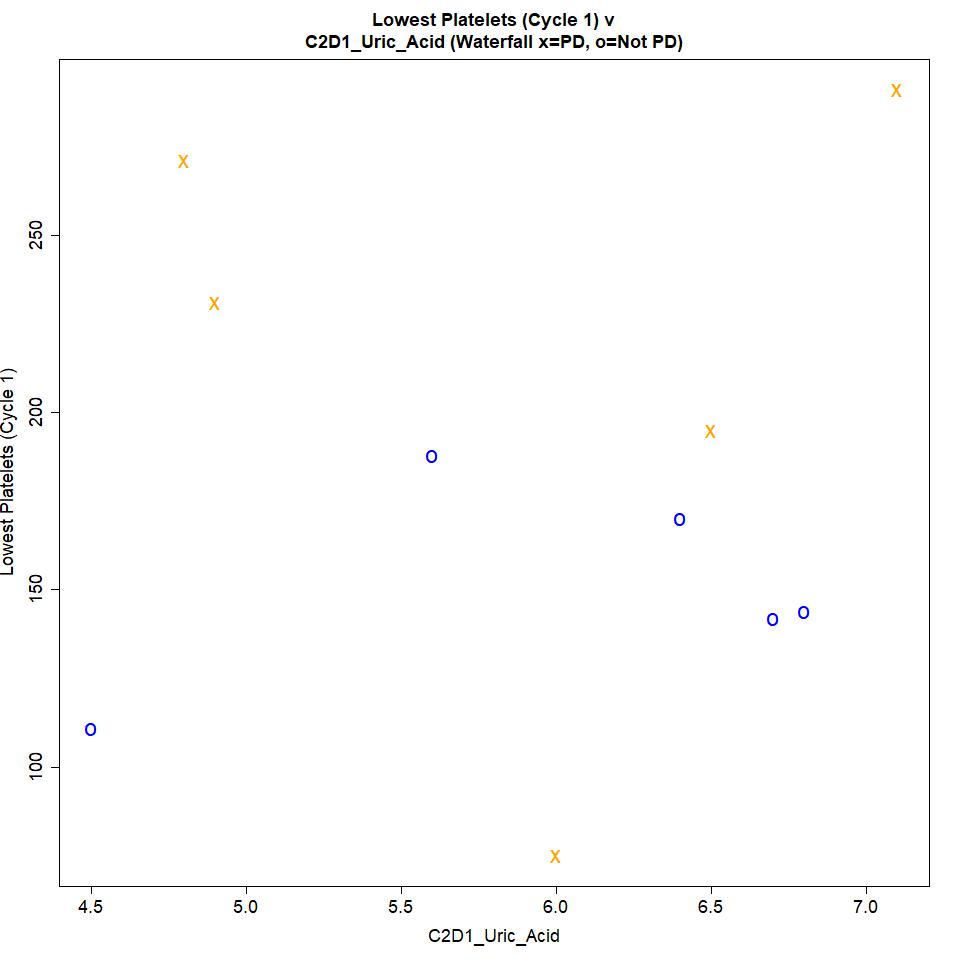 Lowest Platelets (Cycle 1) v
C2D1_Uric_Acid (Waterfall x=PD, o=Not PD)
Lowest Platelets (Cycle 1)
250
200
150
100
X
X
X
O
X
O
O
O
O
X
4.5 5.0 5.5 6.0 6.5 7.0
C2D1_Uric_Acid